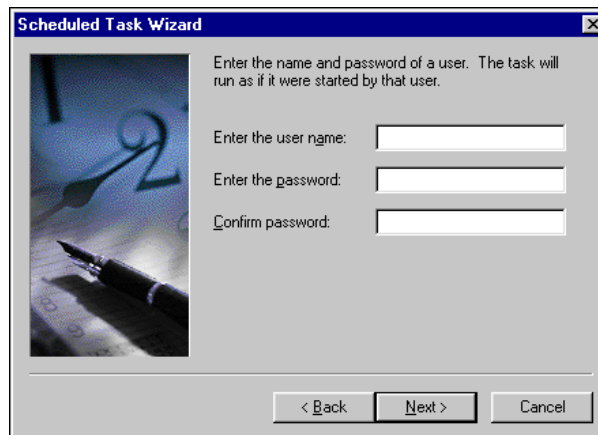 Scheduled Task Wizard
Enter the name and password of a user. The task will
run as if it were started by that user.
Enter the user name:
Enter the password:
Confirm password:
< Back
Next >
Cancel